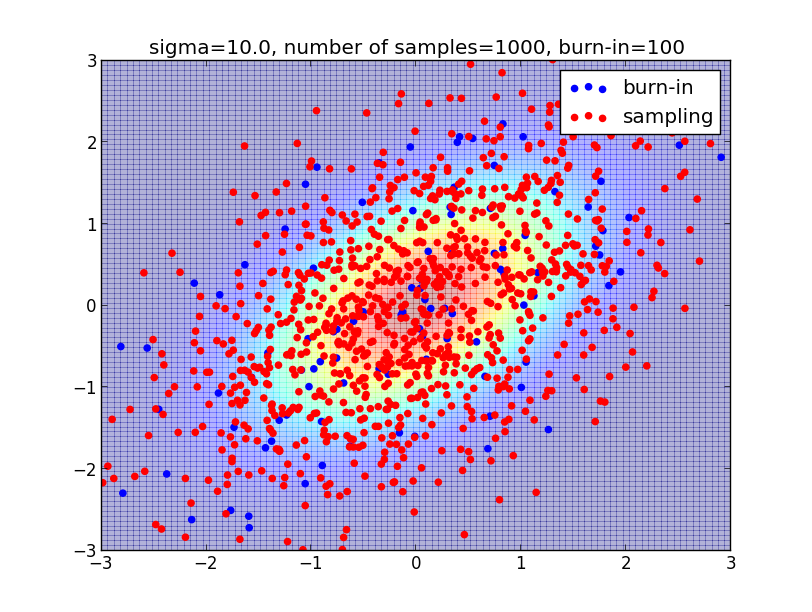 sigma=10.0, number of samples=1000, burn-in=100
burn-in
sampling
3
2
1
0
−1
−2
−3
−3 −2 −1 0 1 2 3